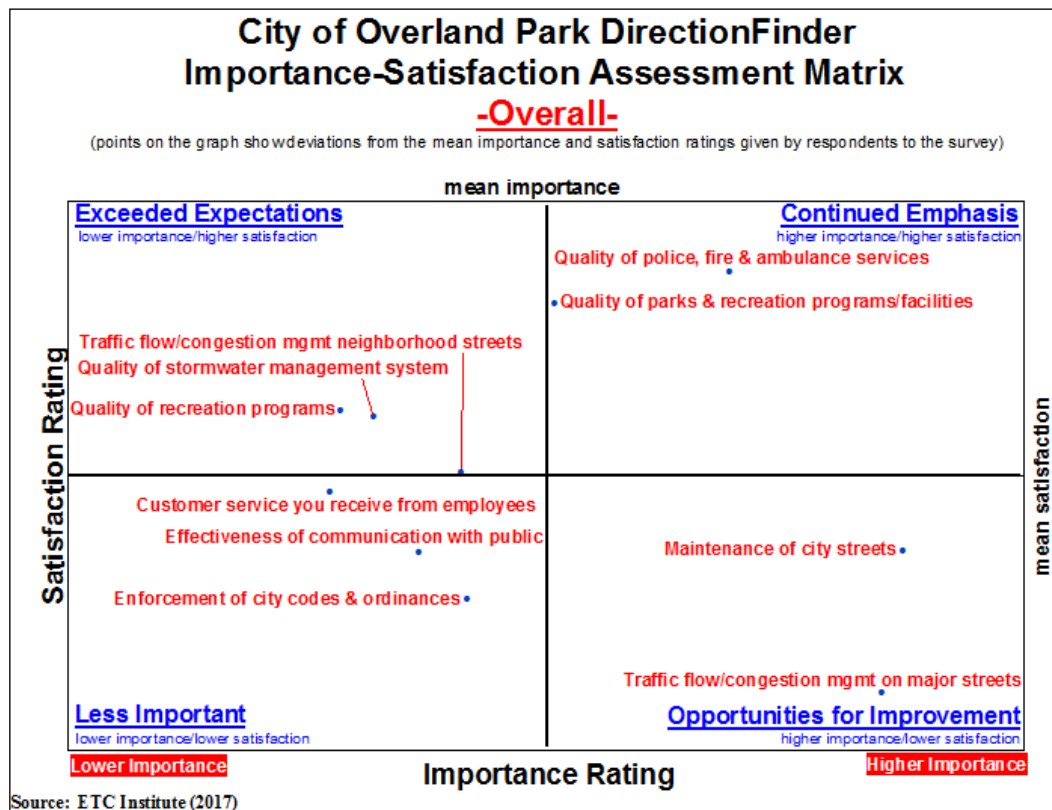 City of Overland Park DirectionFinder
Importance-Satisfaction Assessment Matrix
-Overall-
(points on the graph show deviations from the mean importance and satisfaction ratings given by respondents to the survey)
mean importance
Exceeded Expectations
lower importance/higher satisfaction
Continued Emphasis
higher importance/higher satisfaction
Quality of police, fire & ambulance services
Quality of parks & recreation programs/facilities
Traffic flow/congestion mgmt neighborhood streets
Quality of stormwater management system
Quality of recreation programs
Satisfaction Rating
mean satisfaction
Customer service you receive from employees
Effectiveness of communication with public
Maintenance of city streets
Enforcement of city codes & ordinances
Traffic flow/congestion mgmt on major streets
Less Important
lower importance/lower satisfaction
Opportunities for Improvement
higher importance/lower satisfaction
Lower Importance
Importance Rating
Higher Importance
Source: ETC Institute (2017)